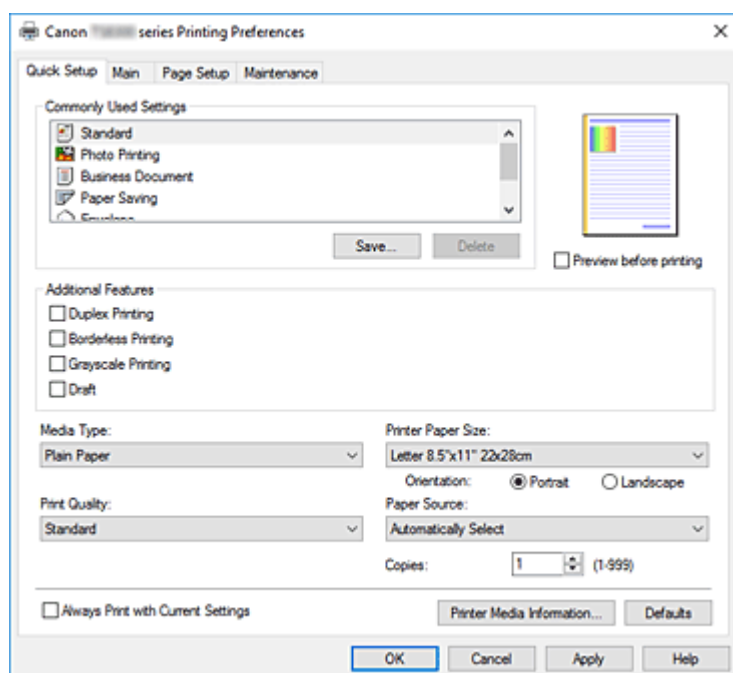 Canon series Printing Preferences
Quick Setup Main Page Setup Maintenance
Commonly Used Settings
Standard
Photo Printing
Business Document
Paper Saving
Save... Delete
Preview before printing
Additional Features
Duplex Printing
Borderless Printing
Grayscale Printing
Draft
Media Type: Printer Paper Size:
Plain Paper Letter 8.5"x11" 22x28cm
Orientation: Portrait Landscape
Print Quality: Paper Source:
Standard Automatically Select
Copies: 1 (1-999)
Always Print with Current Settings Printer Media Information... Defaults
OK Cancel Apply Help